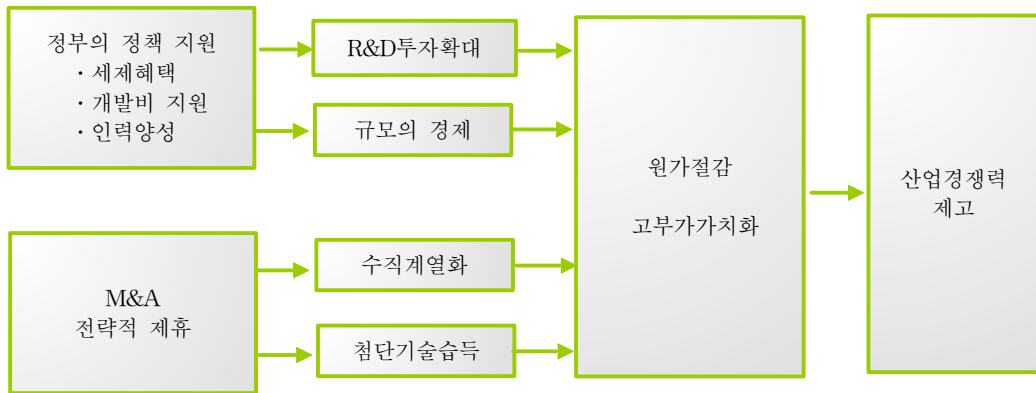 정부의 정책 지원
· 세제혜택
· 개발비 지원
· 인력양성
R&D투자확대
규모의 경제
M&A
전략적 제휴
수직계열화
첨단기술습득
원가절감
고부가가치화
산업경쟁력
제고